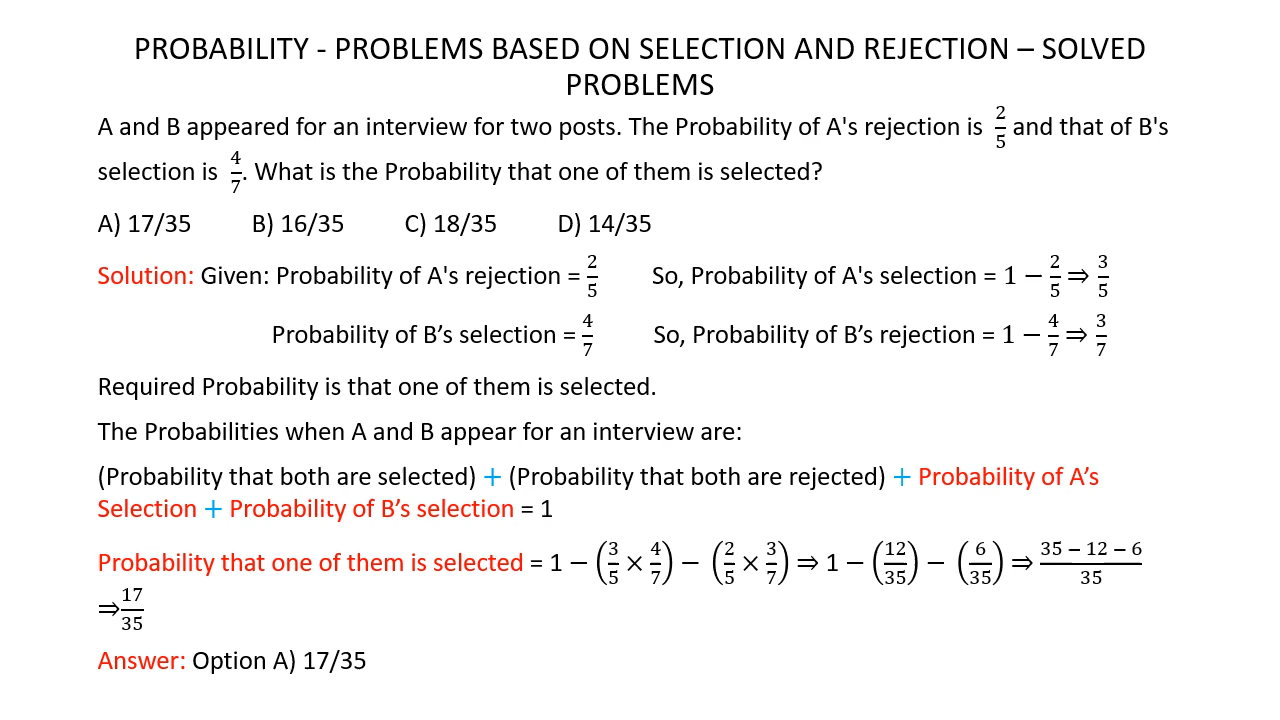 PROBABILITY - PROBLEMS BASED ON SELECTION AND REJECTION – SOLVED
PROBLEMS
A and B appeared for an interview for two posts. The Probability of A's rejection is 2/5 and that of B's
selection is 4/7. What is the Probability that one of them is selected?
A) 17/35 B) 16/35 C) 18/35 D) 14/35
Solution: Given: Probability of A's rejection = 2/5 So, Probability of A's selection = 1 − 2/5 ⇒ 3/5
Probability of B’s selection = 4/7 So, Probability of B’s rejection = 1 − 4/7 ⇒ 3/7
Required Probability is that one of them is selected.
The Probabilities when A and B appear for an interview are:
(Probability that both are selected) + (Probability that both are rejected) + Probability of A’s
Selection + Probability of B’s selection = 1
Probability that one of them is selected = 1 − (3/5 × 4/7) − (2/5 × 3/7) ⇒ 1 − (12/35) − (6/35) ⇒ (35 − 12 − 6)/35
⇒ 17/35
Answer: Option A) 17/35